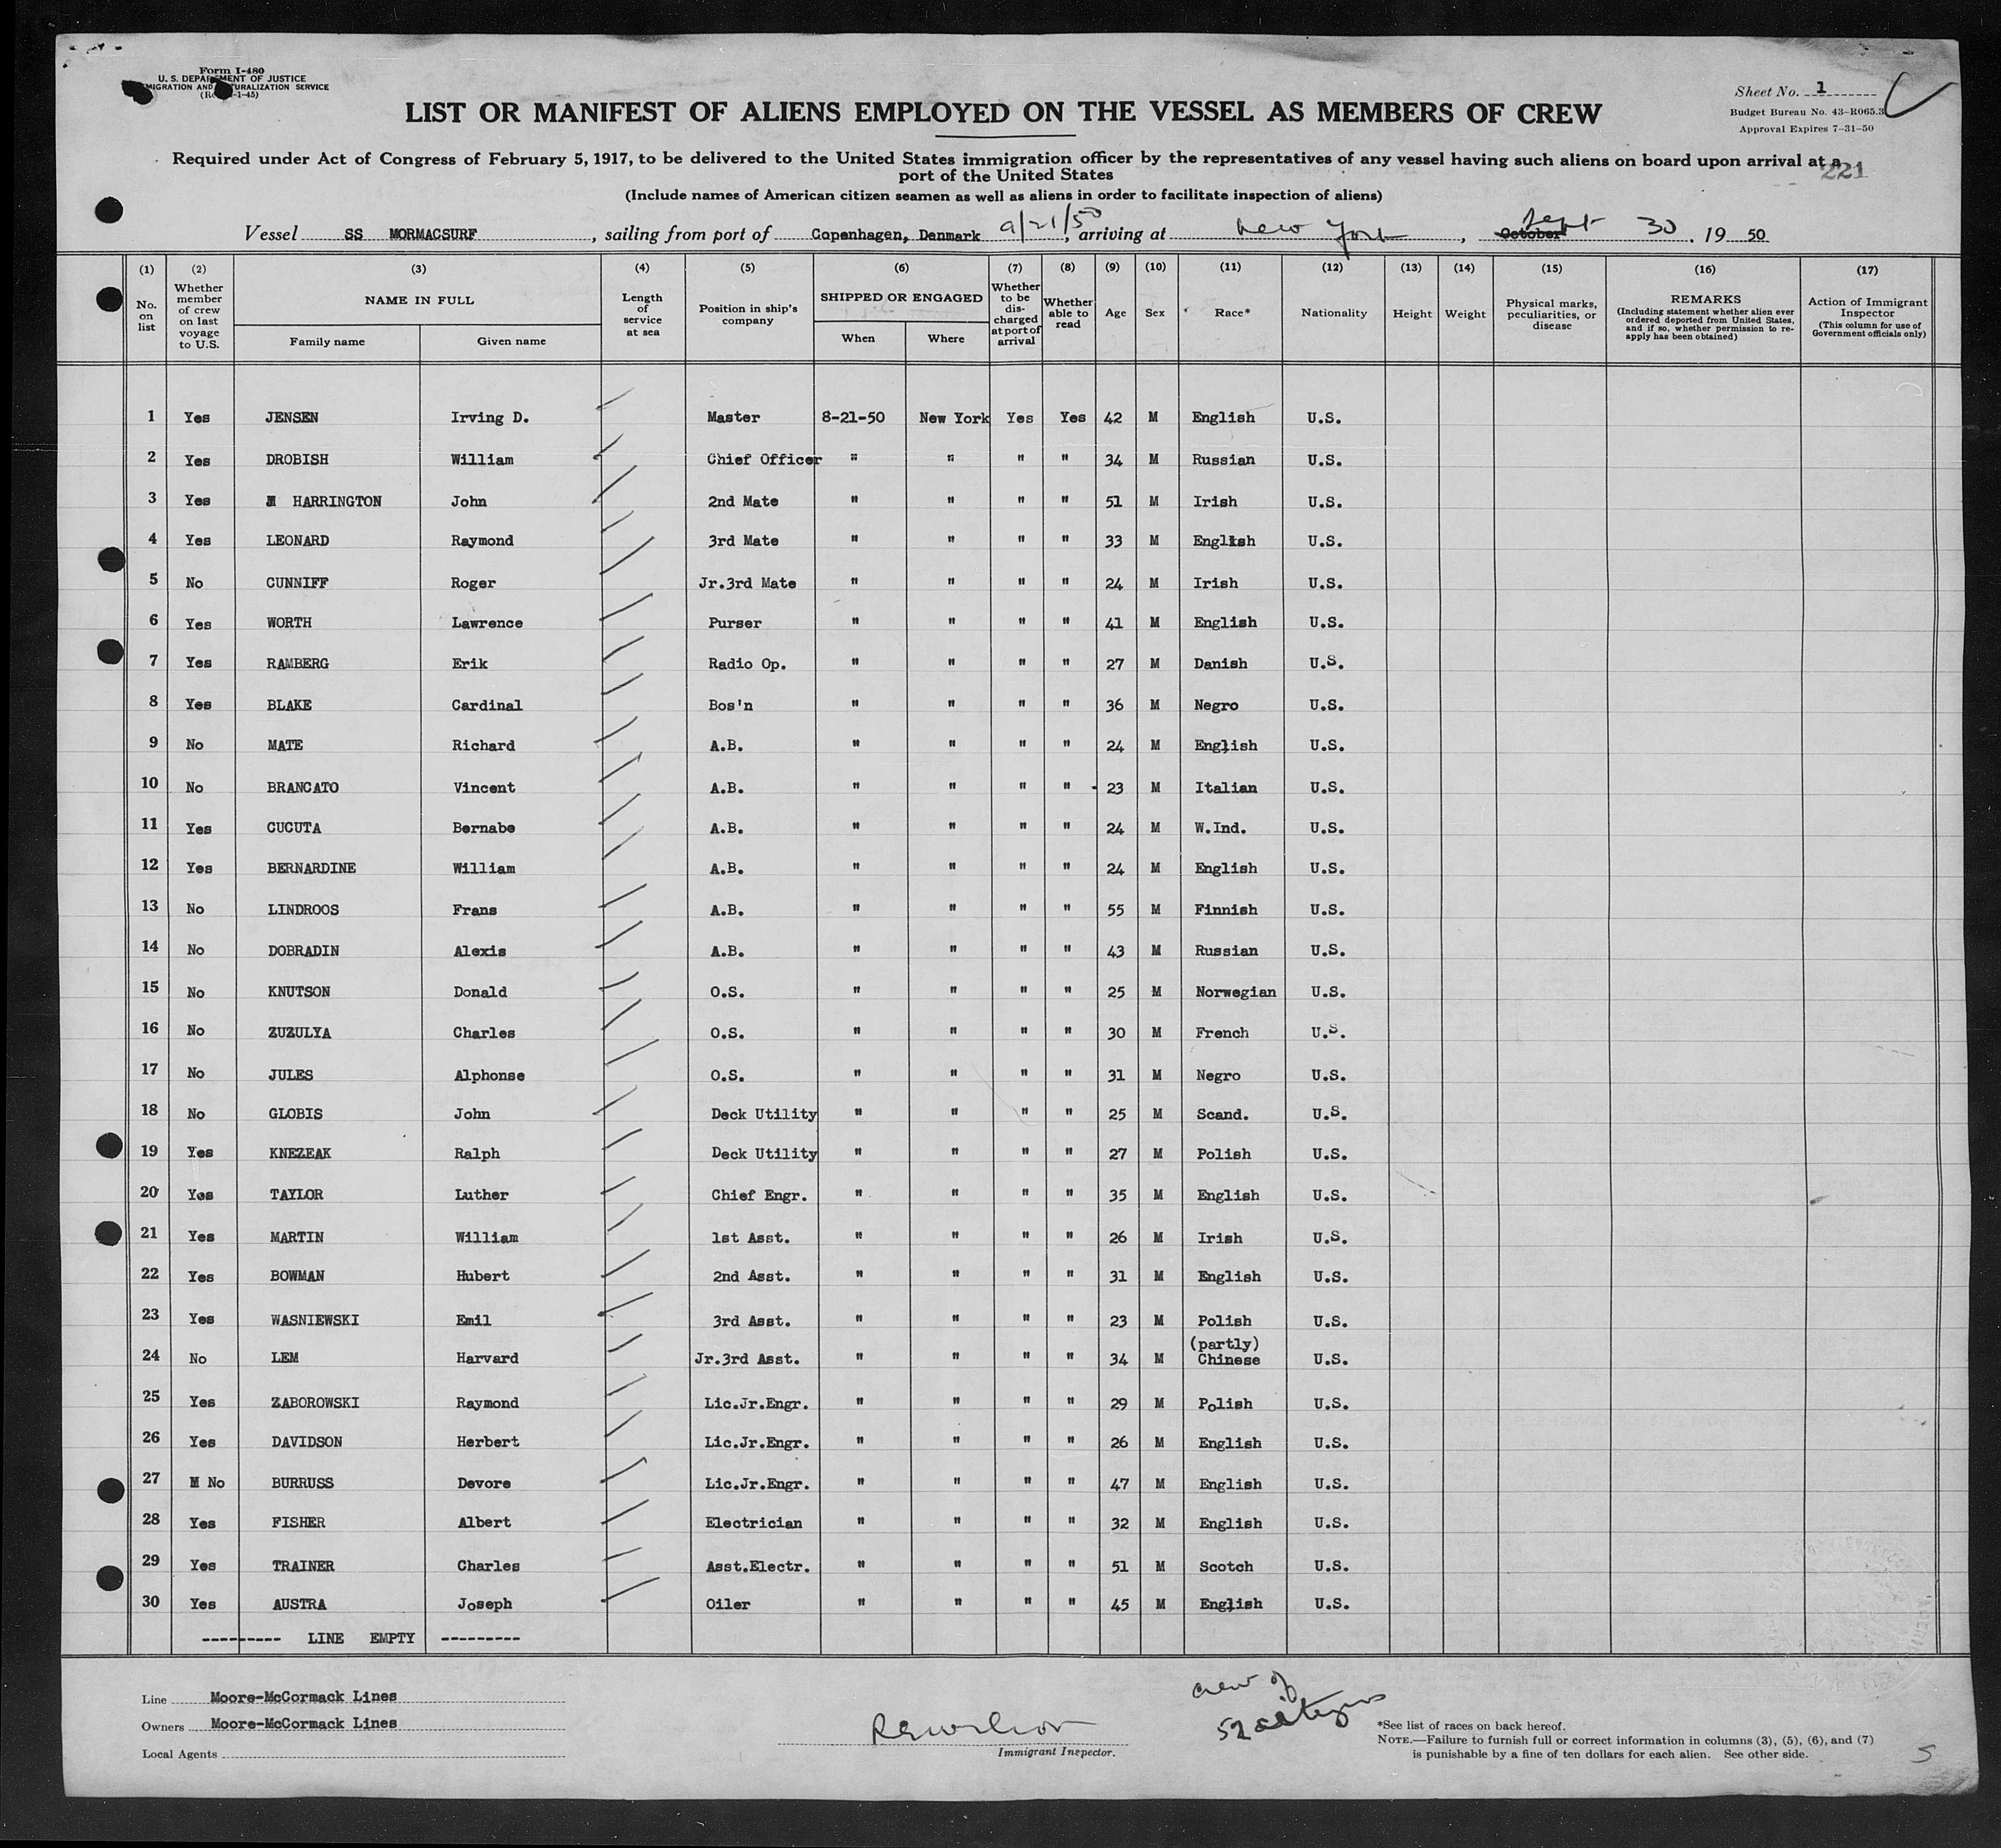 Form I-480
U. S. DEPARTMENT OF JUSTICE
IMMIGRATION AND NATURALIZATION SERVICE
Sheet No. 1
Budget Bureau No. 43-R065.3
Approval Expires 7-31-50
LIST OR MANIFEST OF ALIENS EMPLOYED ON THE VESSEL AS MEMBERS OF CREW
Required under Act of Congress of February 5, 1917, to be delivered to the United States immigration officer by the representatives of any vessel having such aliens on board upon arrival at a
port of the United States
221
(Include names of American citizen seamen as well as aliens in order to facilitate inspection of aliens)
Vessel SS MORMACSURF, sailing from port of Copenhagen, Denmark 9/21/50, arriving at New York, October Sept 30, 19 50
(1) (2) (3) (4) (5) (6) (7) (8) (9) (10) (11) (12) (13) (14) (15) (16) (17)
No. on list | Whether member of crew on last voyage to U.S. | NAME IN FULL Family name Given name | Length of service at sea | Position in ship's company | SHIPPED OR ENGAGED When Where | Whether to be discharged at port of arrival | Whether able to read | Age | Sex | Race* | Nationality | Height | Weight | Physical marks, peculiarities, or disease | REMARKS (Including statement whether alien ever ordered deported from United States, and if so, whether permission to re-apply has been obtained) | Action of Immigrant Inspector (This column for use of Government officials only)
1 Yes JENSEN Irving D. Master 8-21-50 New York Yes Yes 42 M English U.S.
2 Yes DROBISH William Chief Officer " " " " 34 M Russian U.S.
3 Yes M HARRINGTON John 2nd Mate " " " " 51 M Irish U.S.
4 Yes LEONARD Raymond 3rd Mate " " " " 33 M English U.S.
5 No CUNNIFF Roger Jr.3rd Mate " " " " 24 M Irish U.S.
6 Yes WORTH Lawrence Purser " " " " 41 M English U.S.
7 Yes RAMBERG Erik Radio Op. " " " " 27 M Danish U.S.
8 Yes BLAKE Cardinal Bos'n " " " " 36 M Negro U.S.
9 No MATE Richard A.B. " " " " 24 M English U.S.
10 No BRANCATO Vincent A.B. " " " " 23 M Italian U.S.
11 Yes CUCUTA Bernabe A.B. " " " " 24 M W.Ind. U.S.
12 Yes BERNARDINE William A.B. " " " " 24 M English U.S.
13 No LINDROOS Frans A.B. " " " " 55 M Finnish U.S.
14 No DOBRADIN Alexis A.B. " " " " 43 M Russian U.S.
15 No KNUTSON Donald O.S. " " " " 25 M Norwegian U.S.
16 No ZUZULYA Charles O.S. " " " " 30 M French U.S.
17 No JULES Alphonse O.S. " " " " 31 M Negro U.S.
18 No GLOBIS John Deck Utility " " " " 25 M Scand. U.S.
19 Yes KNEZEAK Ralph Deck Utility " " " " 27 M Polish U.S.
20 Yes TAYLOR Luther Chief Engr. " " " " 35 M English U.S.
21 Yes MARTIN William 1st Asst. " " " " 26 M Irish U.S.
22 Yes BOWMAN Hubert 2nd Asst. " " " " 31 M English U.S.
23 Yes WASNIEWSKI Emil 3rd Asst. " " " " 23 M Polish U.S.
24 No LEM Harvard Jr.3rd Asst. " " " " 34 M (partly) Chinese U.S.
25 Yes ZABOROWSKI Raymond Lic.Jr.Engr. " " " " 29 M Polish U.S.
26 Yes DAVIDSON Herbert Lic.Jr.Engr. " " " " 26 M English U.S.
27 M No BURRUSS Devore Lic.Jr.Engr. " " " " 47 M English U.S.
28 Yes FISHER Albert Electrician " " " " 32 M English U.S.
29 Yes TRAINER Charles Asst.Electr. " " " " 51 M Scotch U.S.
30 Yes AUSTRA Joseph Oiler " " " " 45 M English U.S.
---------- LINE EMPTY ---------
Line Moore-McCormack Lines
Owners Moore-McCormack Lines
Local Agents
Immigrant Inspector.
crew of
52
*See list of races on back hereof.
NOTE.—Failure to furnish full or correct information in columns (3), (5), (6), and (7)
is punishable by a fine of ten dollars for each alien. See other side.